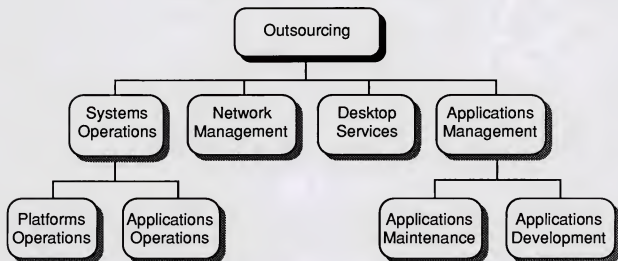 Outsourcing
Systems
Operations
Network
Management
Desktop
Services
Applications
Management
Platforms
Operations
Applications
Operations
Applications
Maintenance
Applications
Development